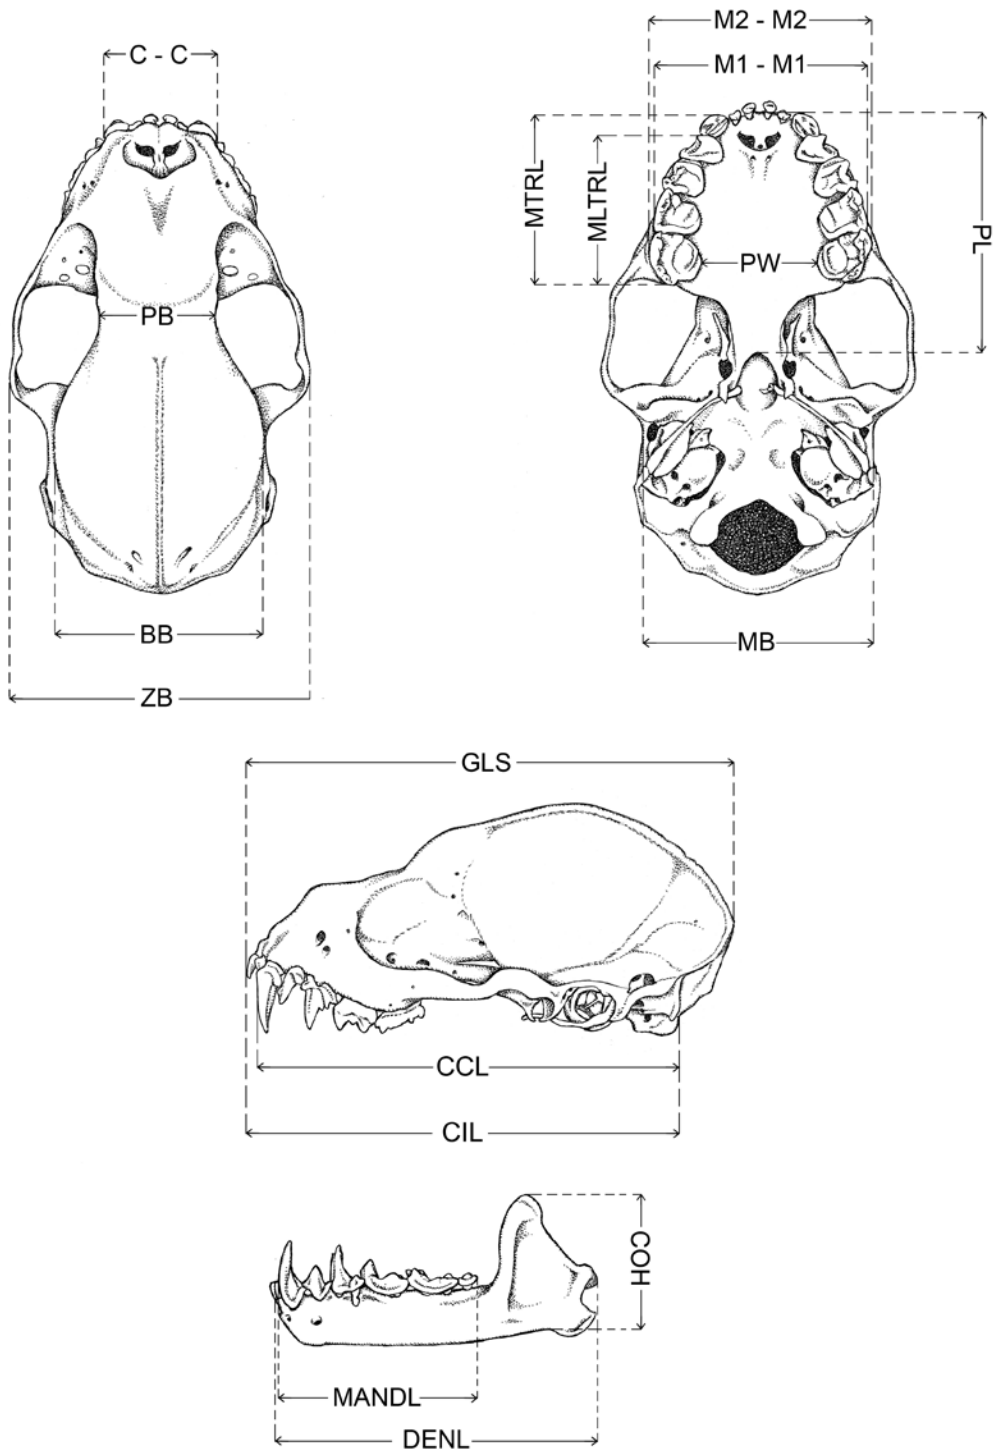 C - C
M2 - M2
M1 - M1
MTRL
MLTRL
PL
PW
PB
BB
MB
ZB
GLS
CCL
CIL
COH
MANDL
DENL